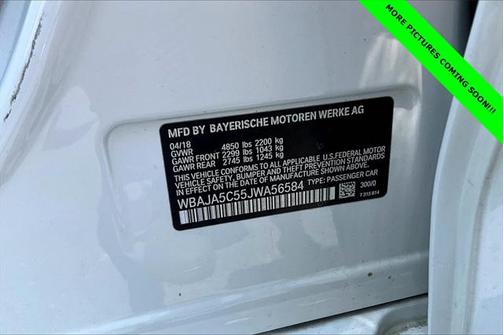 MORE PICTURES COMING SOON!!!
MFD BY BAYERISCHE MOTOREN WERKE AG
04/18
GVWR 4850 lbs 2200 kg
GAWR FRONT 2299 lbs 1043 kg
GAWR REAR 2745 lbs 1245 kg
THIS VEHICLE CONFORMS TO ALL APPLICABLE U.S. FEDERAL MOTOR
VEHICLE SAFETY, BUMPER, AND THEFT PREVENTION STANDARDS IN
EFFECT ON THE DATE OF MANUFACTURE SHOWN ABOVE.
WBAJA5C55JWA56584 TYPE: PASSENGER CAR
300/0
7 313 814